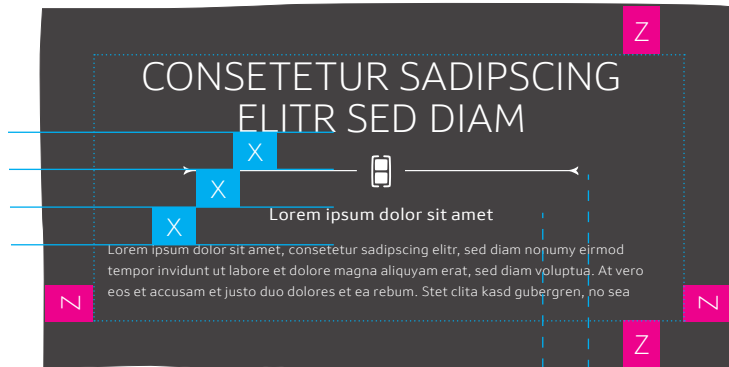 Z
CONSETETUR SADIPSCING
ELITR SED DIAM
X
X
X
Lorem ipsum dolor sit amet
Lorem ipsum dolor sit amet, consetetur sadipscing elitr, sed diam nonumy eirmod
tempor invidunt ut labore et dolore magna aliquyam erat, sed diam voluptua. At vero
eos et accusam et justo duo dolores et ea rebum. Stet clita kasd gubergren, no sea
Z
Z
Z